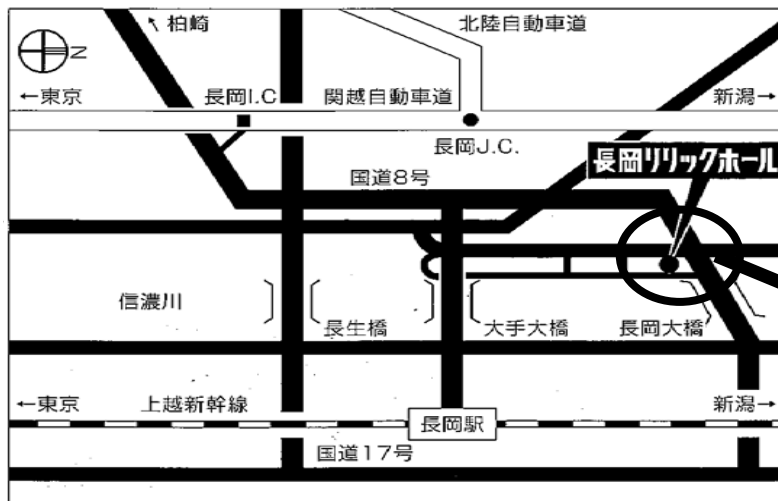 ↖柏崎
北陸自動車道
N
←東京
長岡I.C
関越自動車道
新潟→
長岡J.C.
長岡リリックホール
国道8号
信濃川
長生橋
大手大橋
長岡大橋
←東京
上越新幹線
新潟→
長岡駅
国道17号